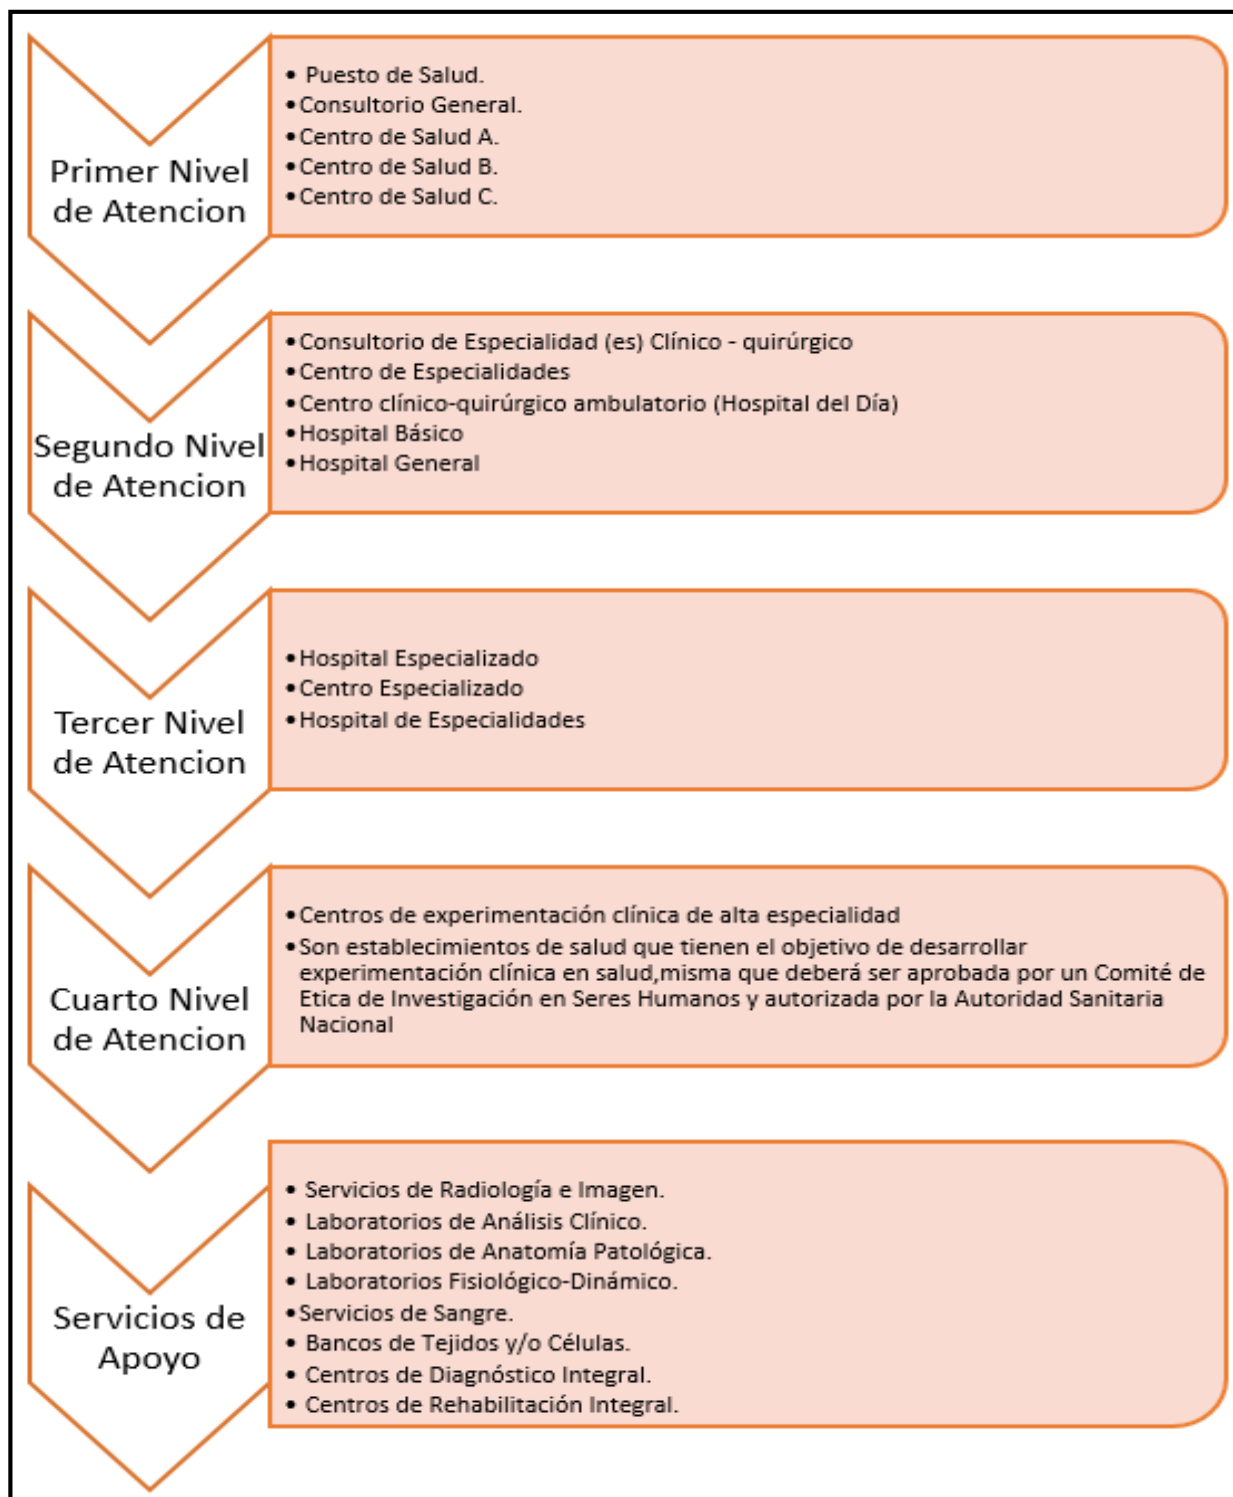 Primer Nivel
de Atencion
• Puesto de Salud.
•Consultorio General.
•Centro de Salud A.
•Centro de Salud B.
•Centro de Salud C.
Segundo Nivel
de Atencion
•Consultorio de Especialidad (es) Clínico - quirúrgico
•Centro de Especialidades
•Centro clínico-quirúrgico ambulatorio (Hospital del Día)
•Hospital Básico
•Hospital General
Tercer Nivel
de Atencion
•Hospital Especializado
•Centro Especializado
•Hospital de Especialidades
Cuarto Nivel
de Atencion
•Centros de experimentación clínica de alta especialidad
•Son establecimientos de salud que tienen el objetivo de desarrollar
experimentación clínica en salud,misma que deberá ser aprobada por un Comité de
Etica de Investigación en Seres Humanos y autorizada por la Autoridad Sanitaria
Nacional
Servicios de
Apoyo
• Servicios de Radiología e Imagen.
• Laboratorios de Análisis Clínico.
• Laboratorios de Anatomía Patológica.
• Laboratorios Fisiológico-Dinámico.
•Servicios de Sangre.
• Bancos de Tejidos y/o Células.
• Centros de Diagnóstico Integral.
• Centros de Rehabilitación Integral.